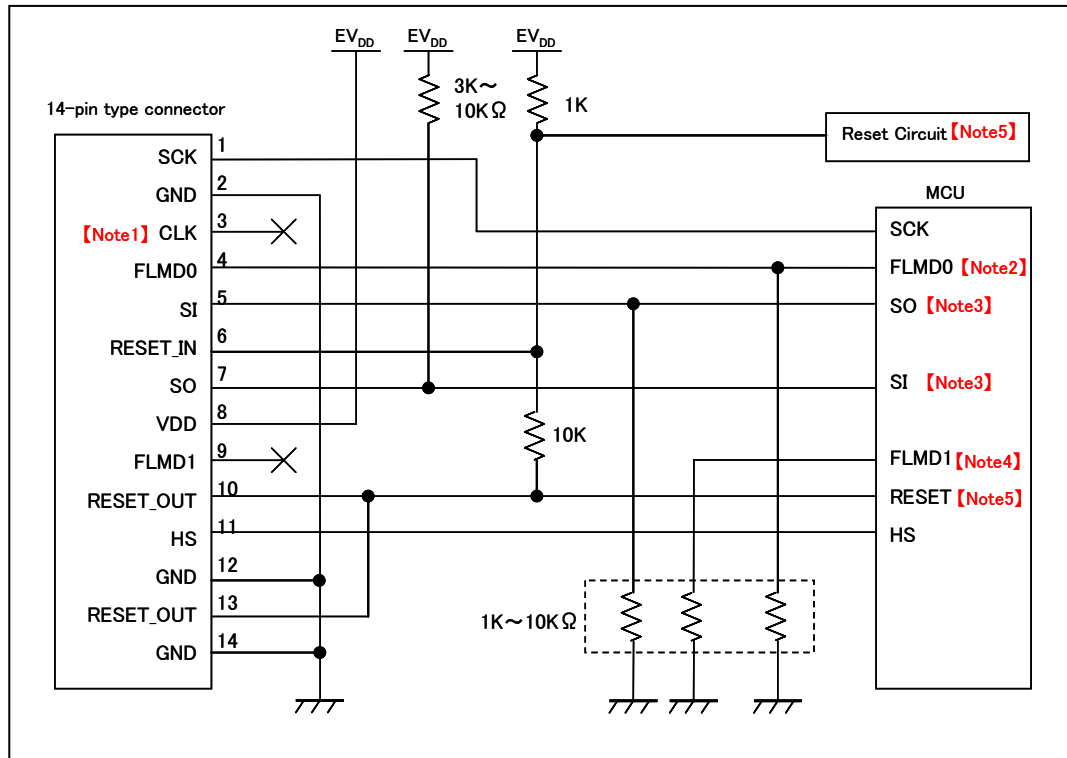 EVDD EVDD EVDD
3K～
10KΩ
1K
14-pin type connector
Reset Circuit【Note5】
MCU
SCK 1 SCK
GND 2
【Note1】 CLK 3
FLMD0 4 FLMD0【Note2】
SI 5 SO【Note3】
RESET_IN 6
SO 7 SI【Note3】
VDD 8
10K
FLMD1 9 FLMD1【Note4】
RESET_OUT 10 RESET【Note5】
HS 11 HS
GND 12
RESET_OUT 13
1K～10KΩ
GND 14